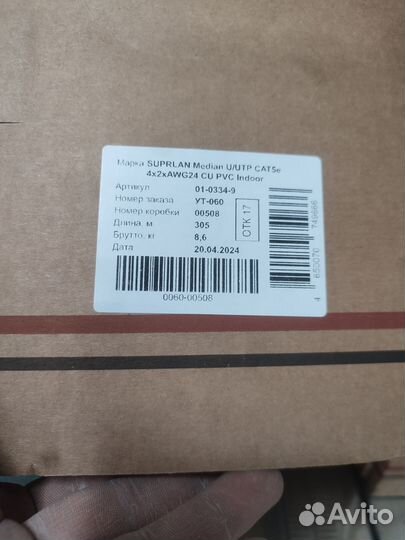 Марка SUPRLAN Median U/UTP CAT5e
4x2xAWG24 CU PVC Indoor
Артикул 01-0334-9
Номер заказа УТ-060
Номер коробки 00508
Длина, м 305
Брутто, кг 8,6
Дата 20.04.2024
ОТК 17
0060-00508
4 650070 749666
Avito